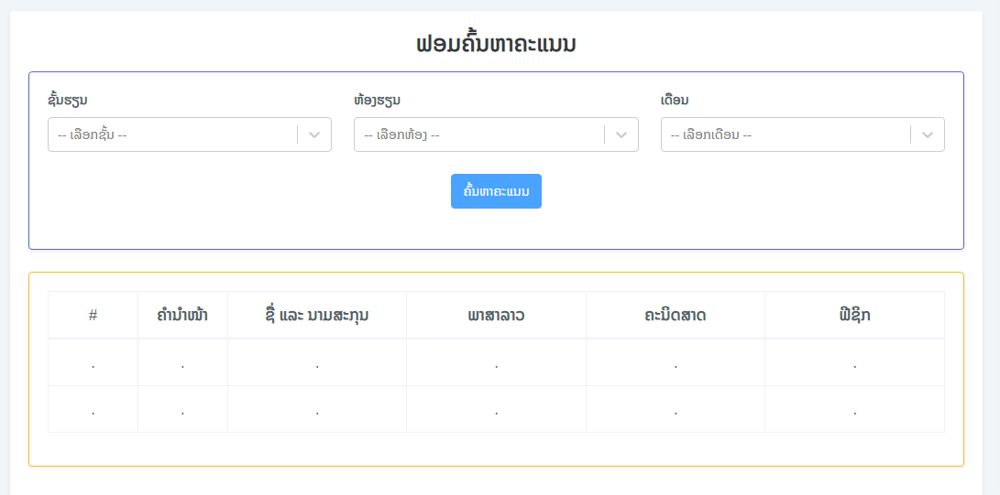 ຟອມຄົ້ນຫາຄະແນນ
ຊັ້ນຮຽນ ຫ້ອງຮຽນ ເດືອນ
-- ເລືອກຊັ້ນ -- -- ເລືອກຫ້ອງ -- -- ເລືອກເດືອນ --
ຄົ້ນຫາຄະແນນ
# ຄຳນຳໜ້າ ຊື່ ແລະ ນາມສະກຸນ ພາສາລາວ ຄະນິດສາດ ຟີຊິກ
. . . . . .
. . . . . .